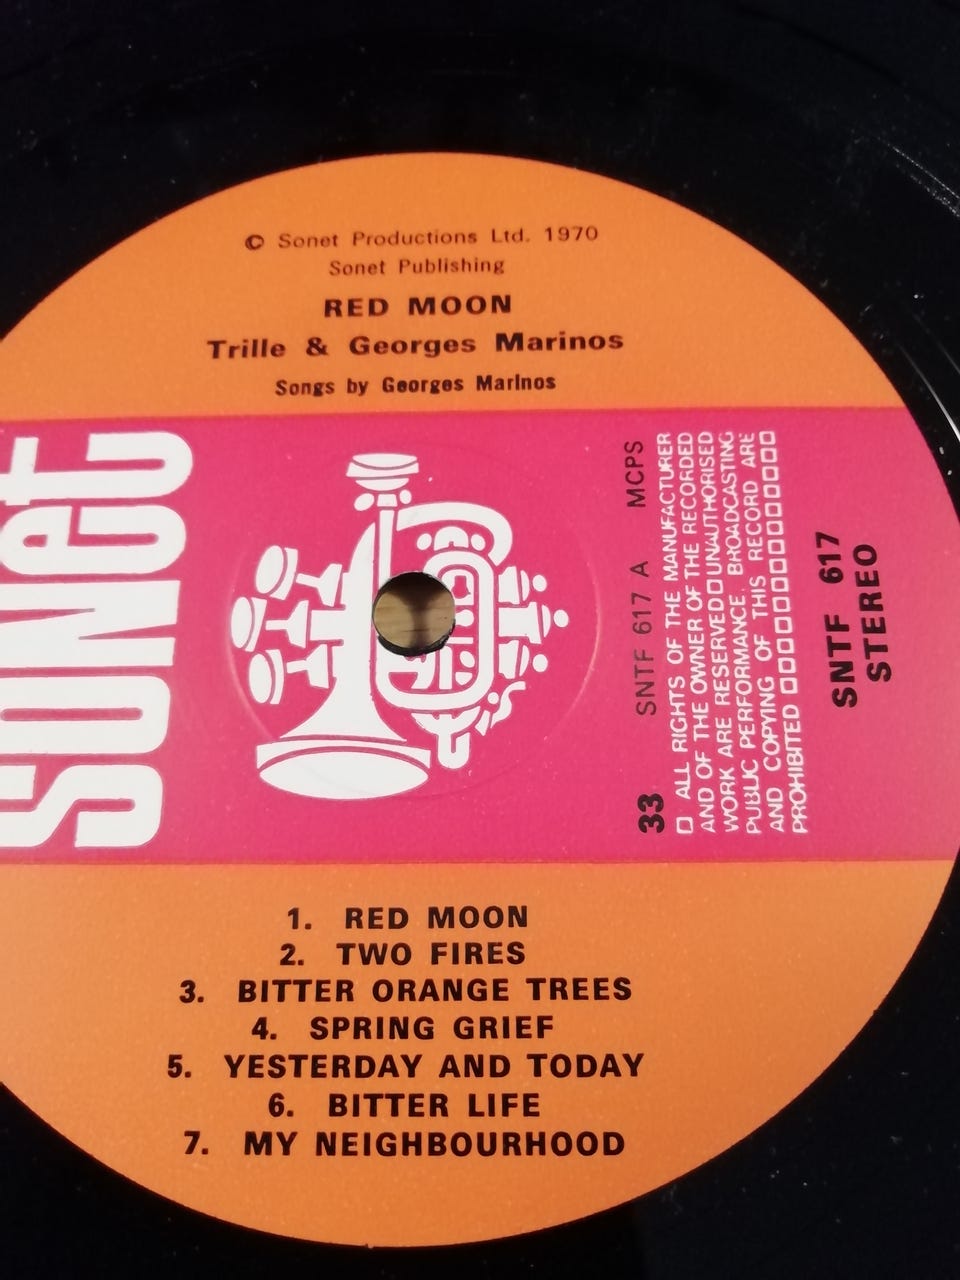 © Sonet Productions Ltd. 1970
Sonet Publishing
RED MOON
Trille & Georges Marinos
Songs by Georges Marinos
SONET
33 SNTF 617 A MCPS
ALL RIGHTS OF THE MANUFACTURER
AND OF THE OWNER OF THE RECORDED
WORK ARE RESERVED UNAUTHORISED
PUBLIC PERFORMANCE. BROADCASTING
AND COPYING OF THIS RECORD ARE
PROHIBITED
SNTF 617
STEREO
1. RED MOON
2. TWO FIRES
3. BITTER ORANGE TREES
4. SPRING GRIEF
5. YESTERDAY AND TODAY
6. BITTER LIFE
7. MY NEIGHBOURHOOD